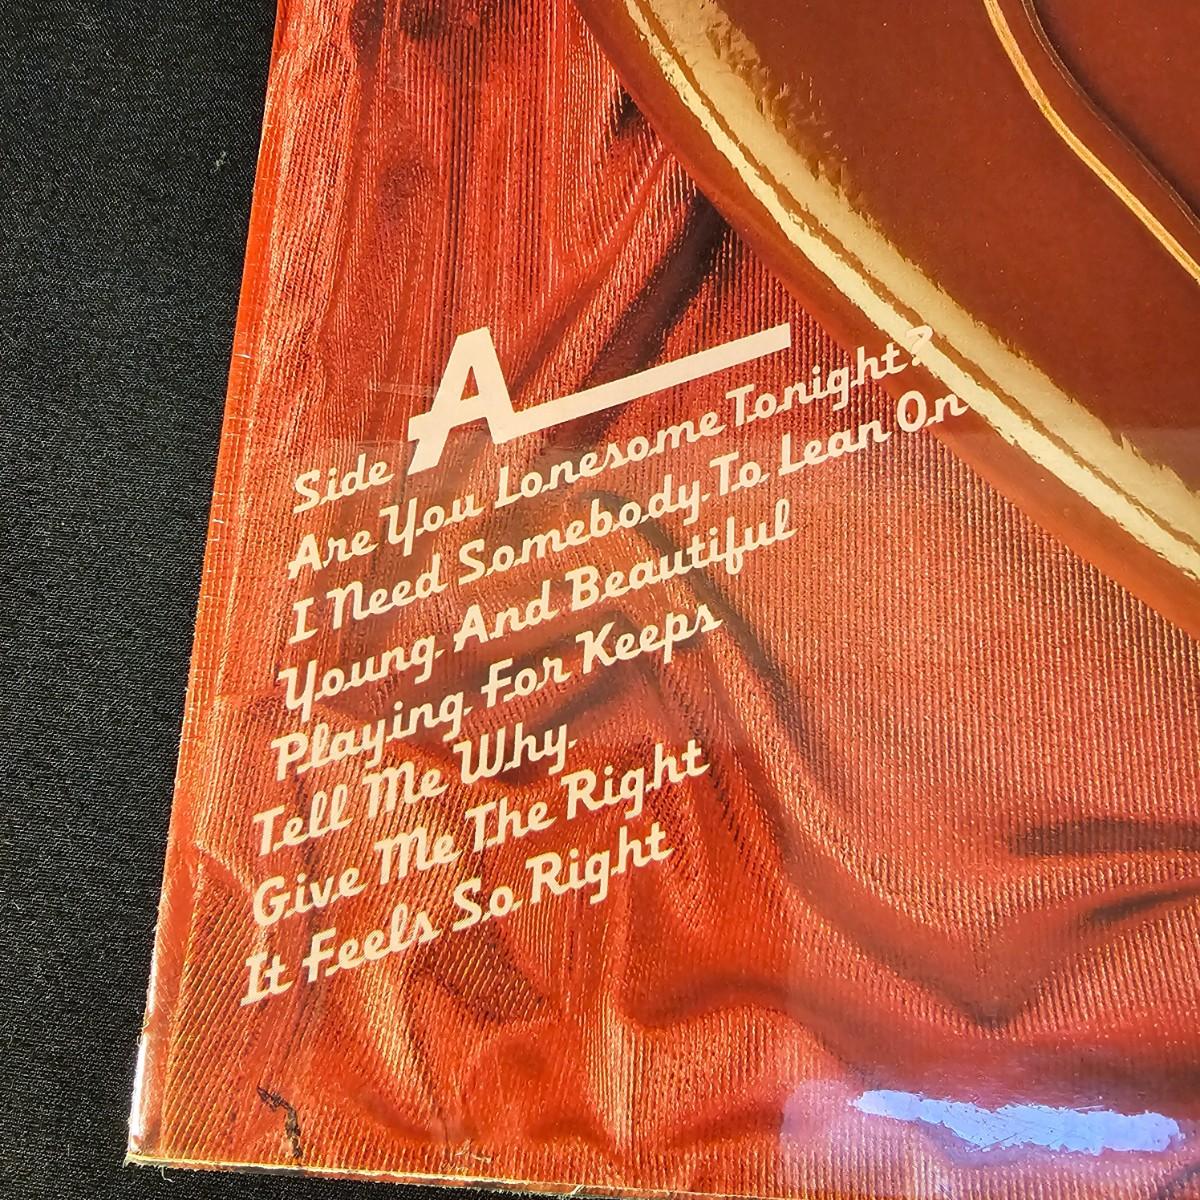 Side A
Are You Lonesome Tonight?
I Need Somebody To Lean On
Young And Beautiful
Playing For Keeps
Tell Me Why
Give Me The Right
It Feels So Right